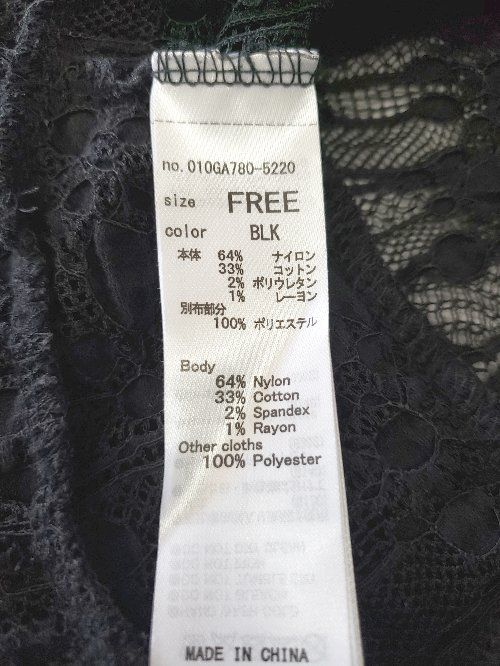 no. 010GA780-5220
size FREE
color BLK
本体 64% ナイロン
33% コットン
2% ポリウレタン
1% レーヨン
別布部分
100% ポリエステル
Body
64% Nylon
33% Cotton
2% Spandex
1% Rayon
Other cloths
100% Polyester
MADE IN CHINA